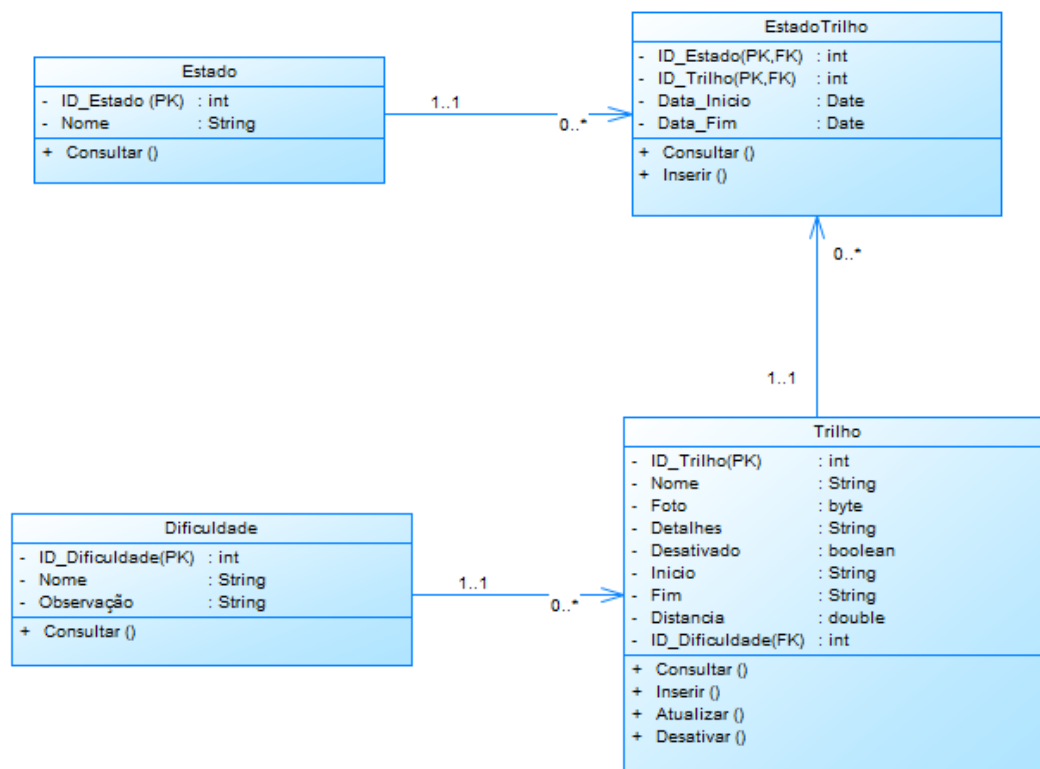 Estado
- ID_Estado (PK) : int
- Nome : String
+ Consultar ()
1..1
0..*
EstadoTrilho
- ID_Estado(PK,FK) : int
- ID_Trilho(PK,FK) : int
- Data_Inicio : Date
- Data_Fim : Date
+ Consultar ()
+ Inserir ()
0..*
1..1
Dificuldade
- ID_Dificuldade(PK) : int
- Nome : String
- Observação : String
+ Consultar ()
1..1
0..*
Trilho
- ID_Trilho(PK) : int
- Nome : String
- Foto : byte
- Detalhes : String
- Desativado : boolean
- Inicio : String
- Fim : String
- Distancia : double
- ID_Dificuldade(FK) : int
+ Consultar ()
+ Inserir ()
+ Atualizar ()
+ Desativar ()